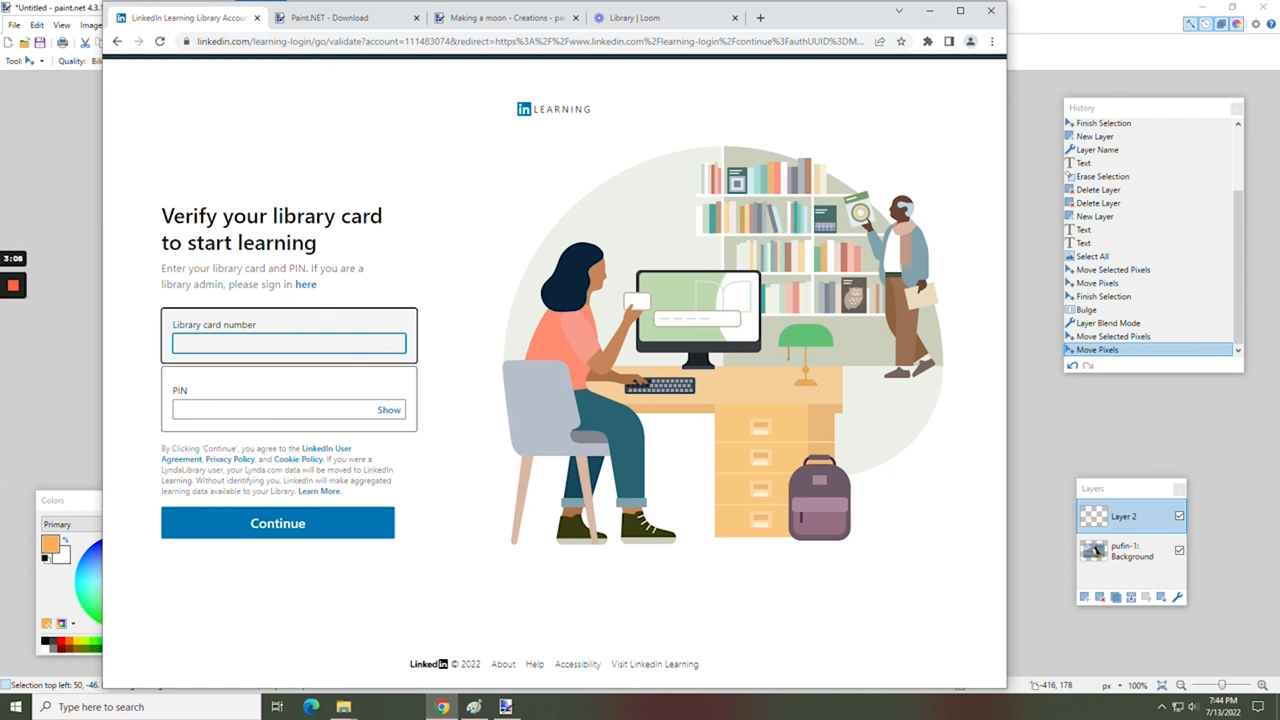 *Untitled - paint.net 4.3.
File Edit View
Tool:
Quality:
LinkedIn Learning Library Accou
Paint.NET - Download
Making a moon - Creations - pa
Library | Loom
linkedin.com/learning-login/go/validate?account=111483074&redirect=https%3A%2F%2Fwww.linkedin.com%2Flearning-login%2Fcontinue%3FauthUUID%3DM...
in LEARNING
Verify your library card
to start learning
Enter your library card and PIN. If you are a
library admin, please sign in here
Library card number
PIN
Show
By Clicking 'Continue', you agree to the LinkedIn User
Agreement, Privacy Policy, and Cookie Policy. If you were a
LyndaLibrary user, your Lynda.com data will be moved to LinkedIn
Learning. Without identifying you, LinkedIn will make aggregated
learning data available to your Library. Learn More.
Continue
LinkedIn © 2022 About Help Accessibility Visit LinkedIn Learning
3:08
History
Finish Selection
New Layer
Layer Name
Text
Erase Selection
Delete Layer
Delete Layer
New Layer
Text
Text
Select All
Move Selected Pixels
Move Pixels
Finish Selection
Bulge
Layer Blend Mode
Move Selected Pixels
Move Pixels
Colors
Primary
Layers
Layer 2
pufin-1:
Background
Selection top left: 50, -46.
-416, 178
px
100%
Type here to search
7:44 PM
7/13/2022